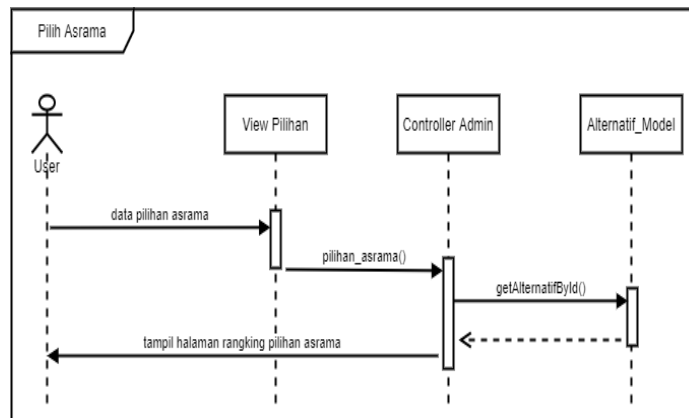 Pilih Asrama
User
View Pilihan
Controller Admin
Alternatif_Model
data pilihan asrama
pilihan_asrama()
getAlternatifById()
tampil halaman rangking pilihan asrama